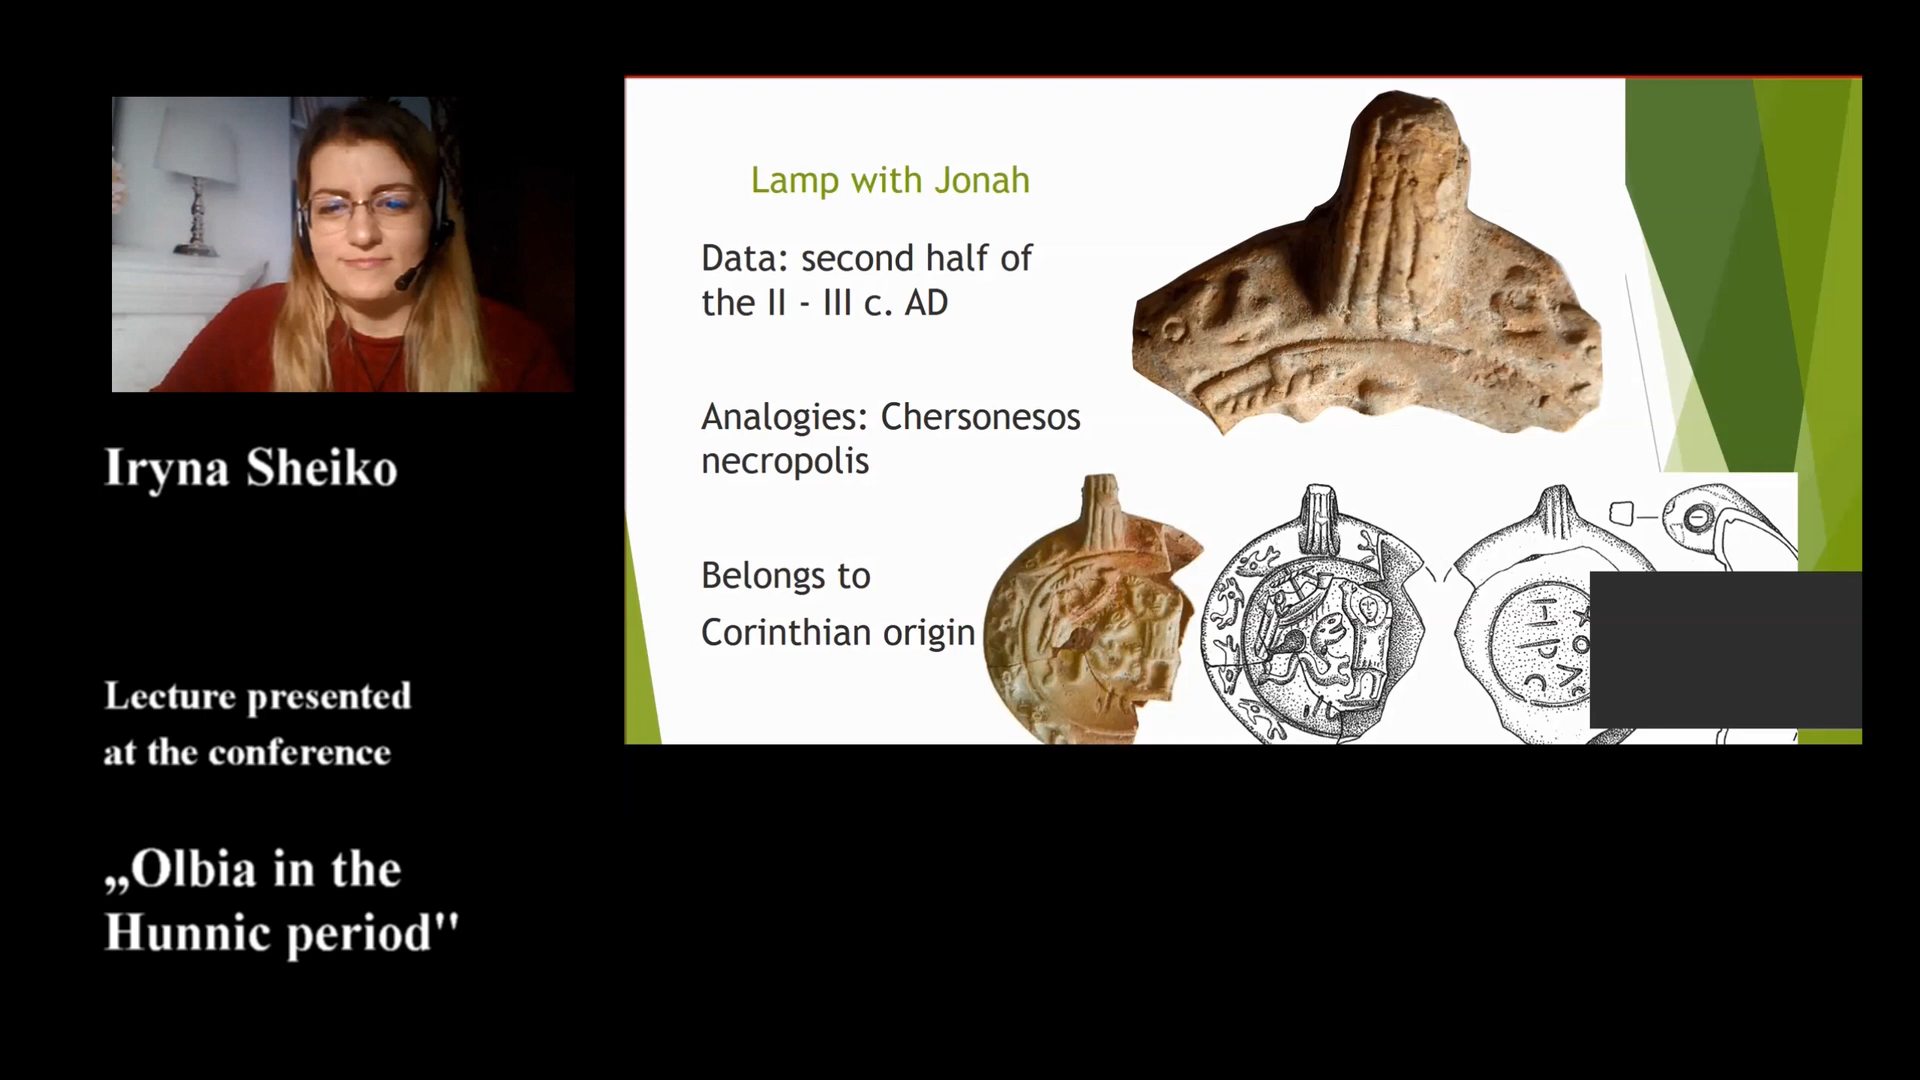 Iryna Sheiko
Lecture presented
at the conference
„Olbia in the
Hunnic period"
Lamp with Jonah
Data: second half of
the II - III c. AD
Analogies: Chersonesos
necropolis
Belongs to
Corinthian origin